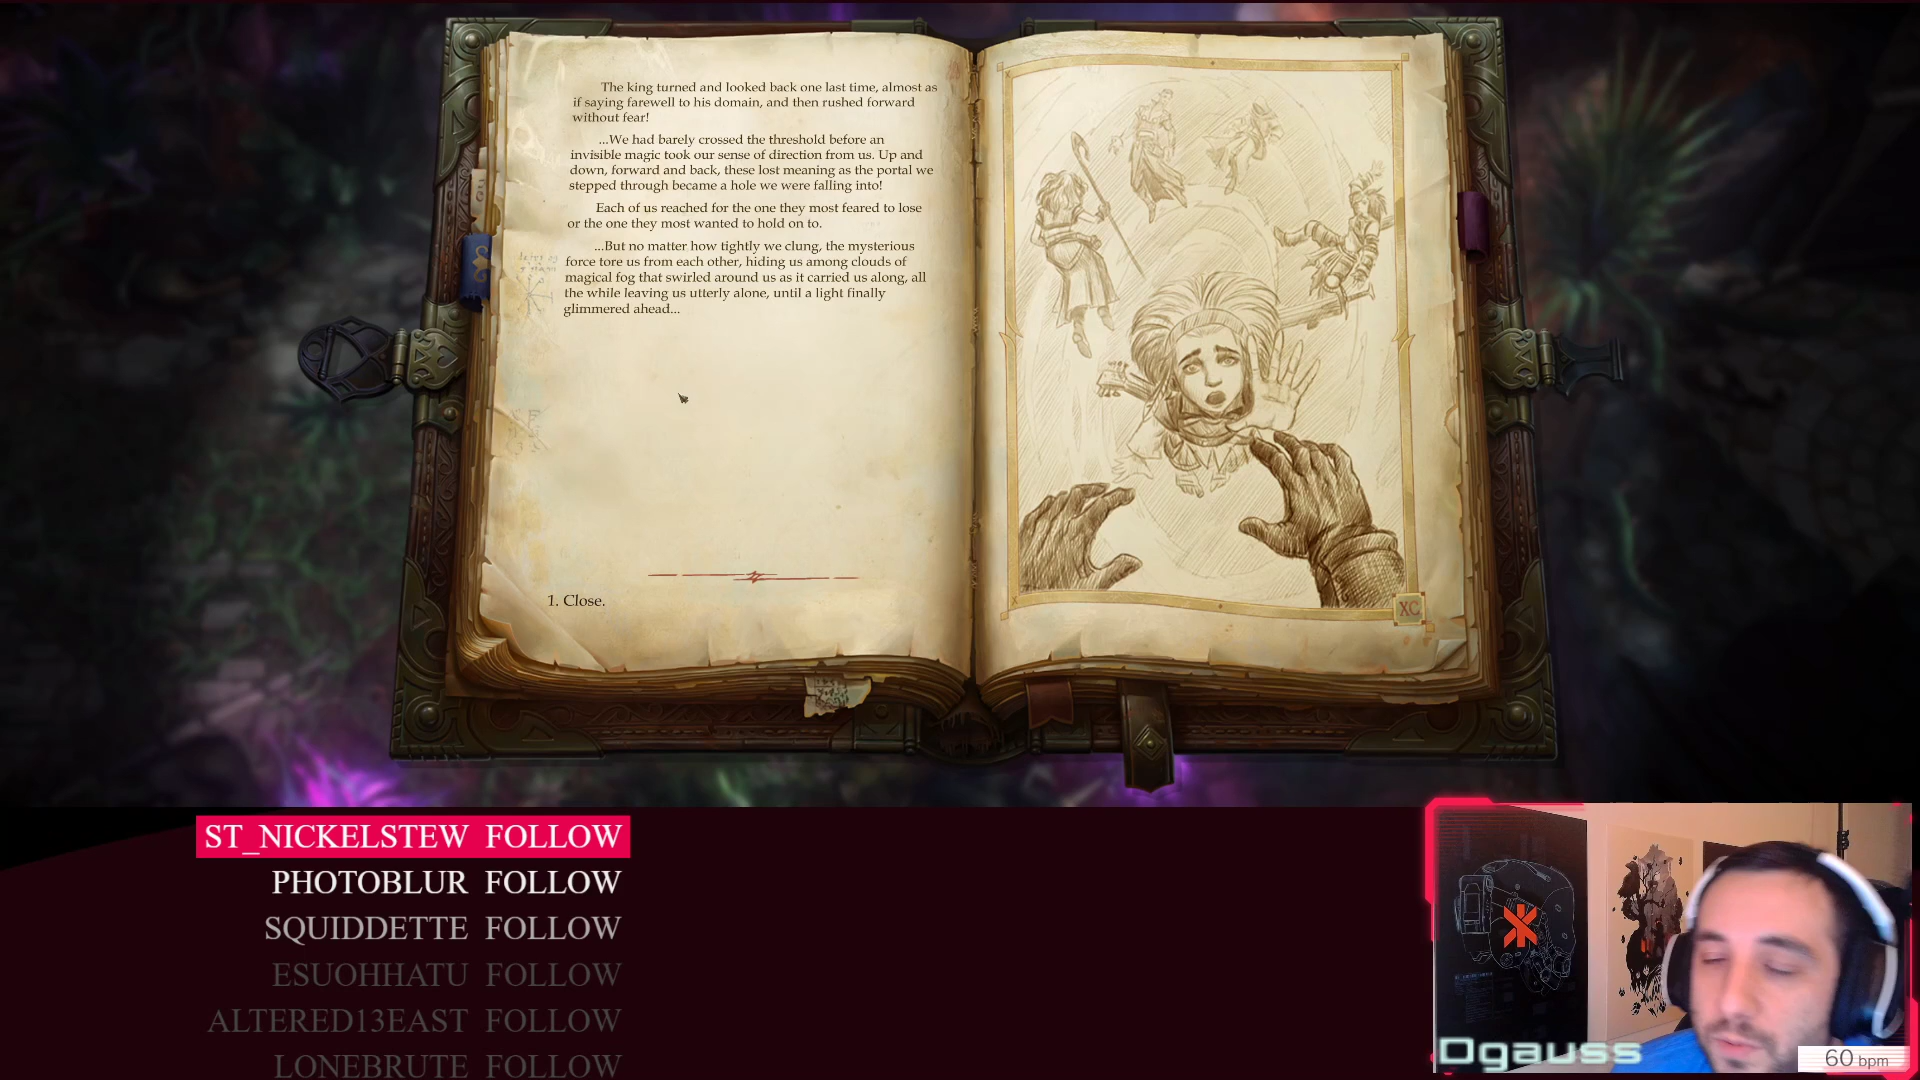 The king turned and looked back one last time, almost as
if saying farewell to his domain, and then rushed forward
without fear!
...We had barely crossed the threshold before an
invisible magic took our sense of direction from us. Up and
down, forward and back, these lost meaning as the portal we
stepped through became a hole we were falling into!
Each of us reached for the one they most feared to lose
or the one they most wanted to hold on to.
...But no matter how tightly we clung, the mysterious
force tore us from each other, hiding us among clouds of
magical fog that swirled around us as it carried us along, all
the while leaving us utterly alone, until a light finally
glimmered ahead...
1. Close.
XC
ST_NICKELSTEW FOLLOW
PHOTOBLUR FOLLOW
SQUIDDETTE FOLLOW
ESUOHHATU FOLLOW
ALTERED13EAST FOLLOW
LONEBRUTE FOLLOW
Dgauss
60 bpm